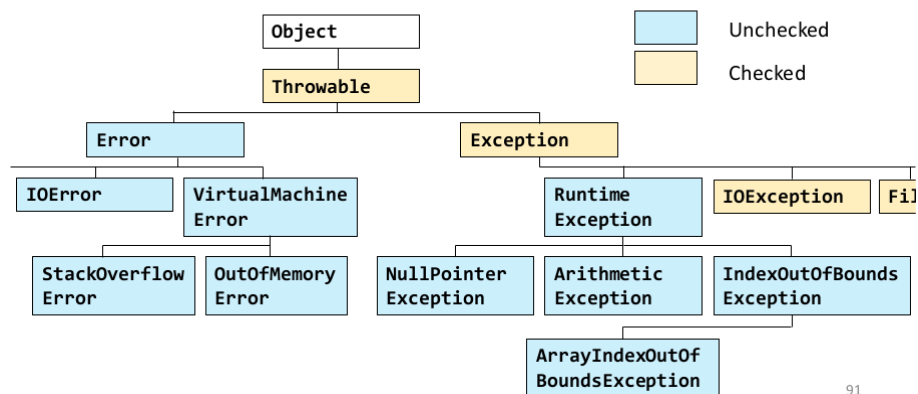 Object
Unchecked
Throwable
Checked
Error
Exception
IOError
VirtualMachine
Error
Runtime
Exception
IOException
Fil
StackOverflow
Error
OutOfMemory
Error
NullPointer
Exception
Arithmetic
Exception
IndexOutOfBounds
Exception
ArrayIndexOutOf
BoundsException
91